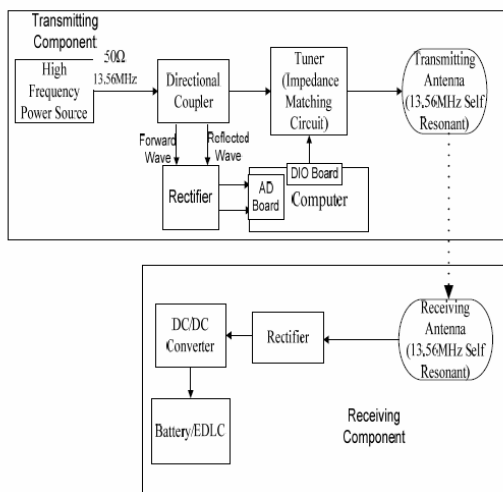 Transmitting
Component
50Ω
13.56MHz
High
Frequency
Power Source
Directional
Coupler
Tuner
(Impedance
Matching
Circuit)
Transmitting
Antenna
(13.56MHz Self
Resonant)
Forward
Wave
Reflected
Wave
Rectifier
AD
Board
DIO Board
Computer
DC/DC
Converter
Rectifier
Receiving
Antenna
(13.56MHz Self
Resonant)
Battery/EDLC
Receiving
Component